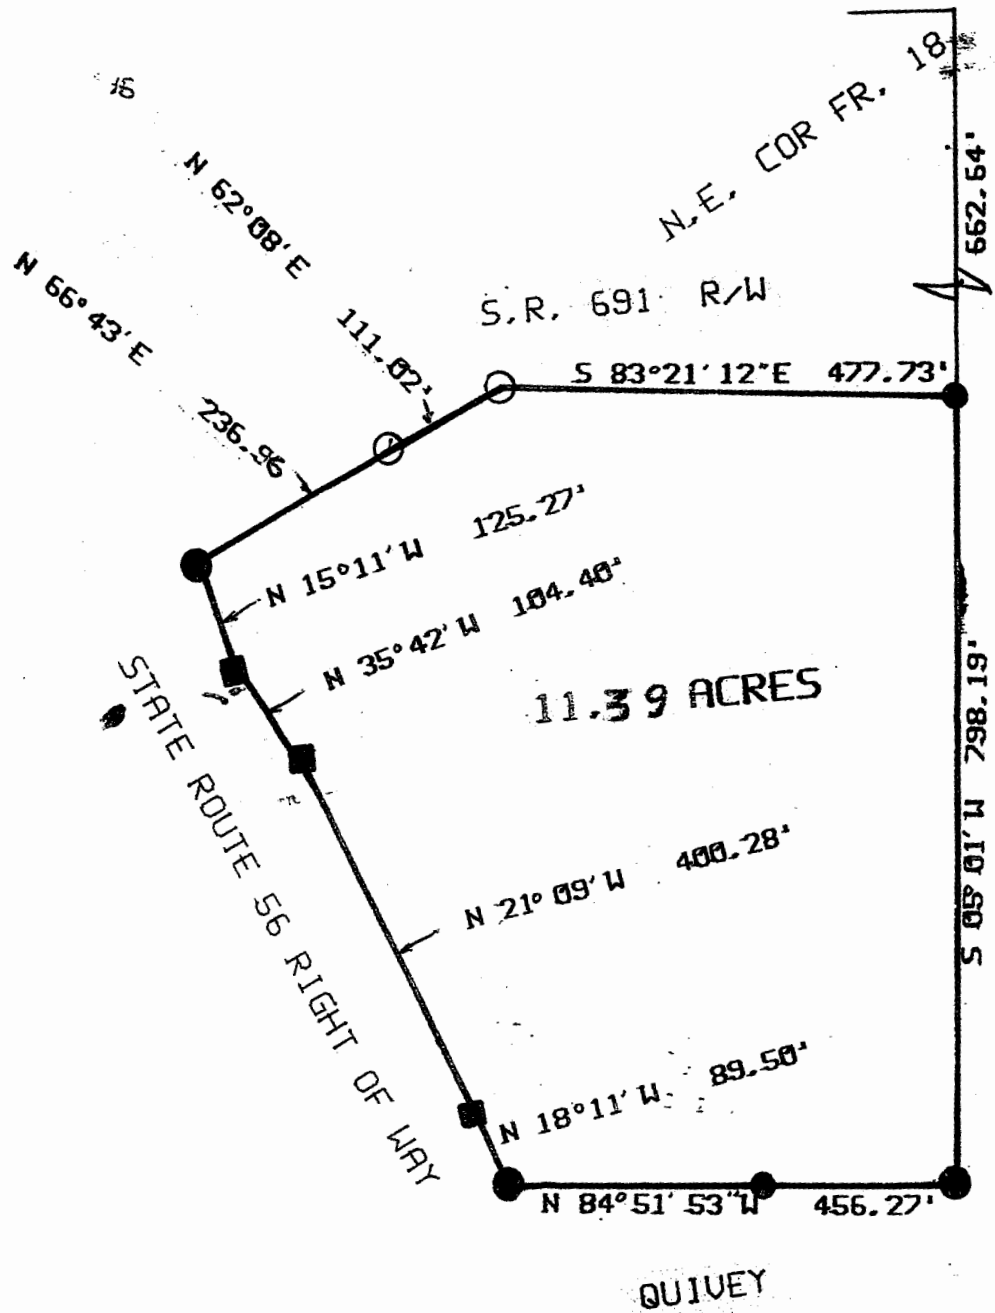 N.E. COR FR. 18
662.64'
N 62°08' E 111.02'
N 66°43' E 236.96
S.R. 691 R/W
S 83°21' 12"E 477.73'
N 15°11' W 125.27'
N 35°42' W 104.40'
11.39 ACRES
S 05° 01' W 798.19'
STATE ROUTE 56 RIGHT OF WAY
N 21° 09' W 400.28'
N 18°11' W 89.50'
N 84°51' 53"W 456.27'
QUIVEY